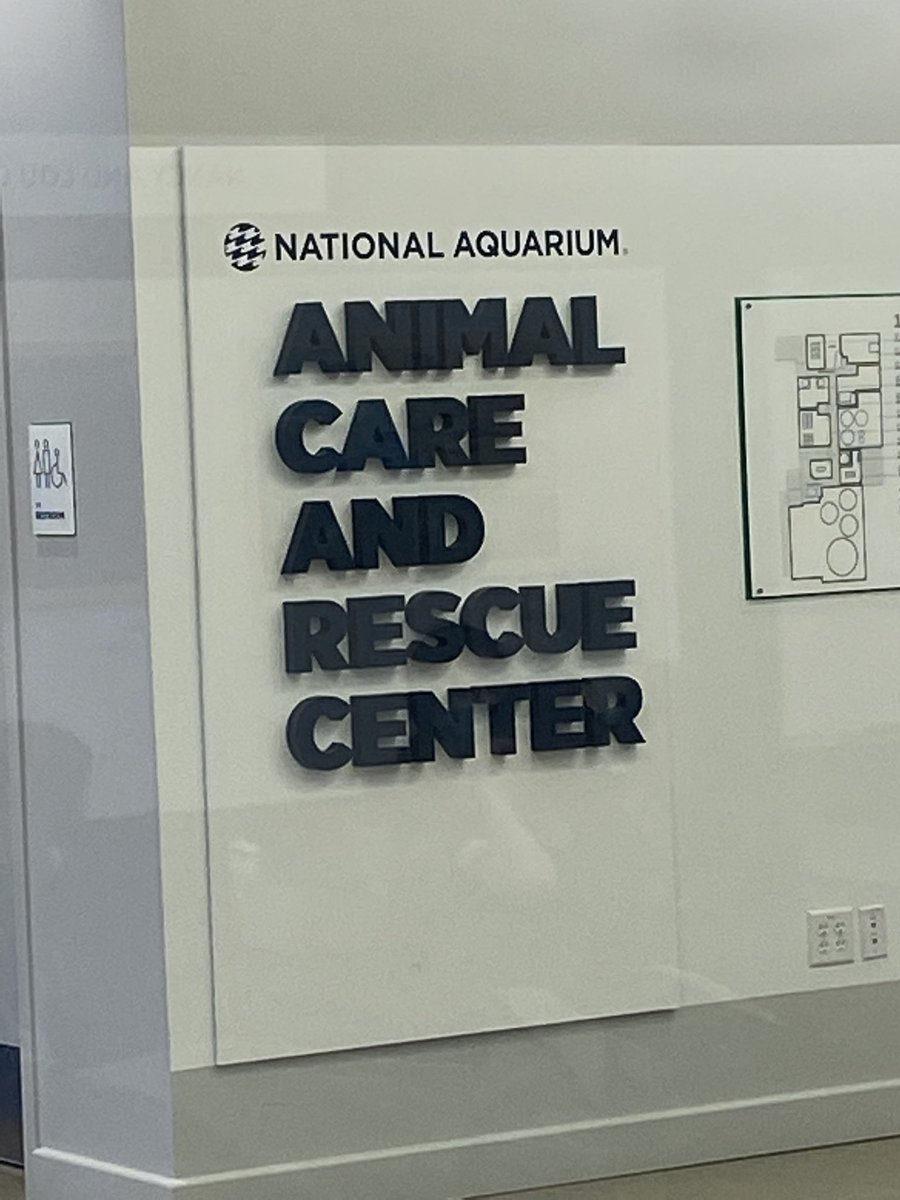 NATIONAL AQUARIUM
ANIMAL
CARE
AND
RESCUE
CENTER